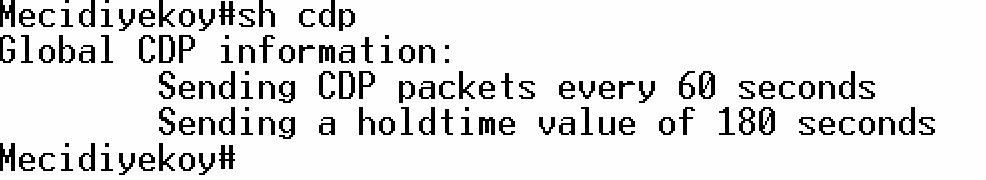 Mecidiyekoy#sh cdp
Global CDP information:
Sending CDP packets every 60 seconds
Sending a holdtime value of 180 seconds
Mecidiyekoy#